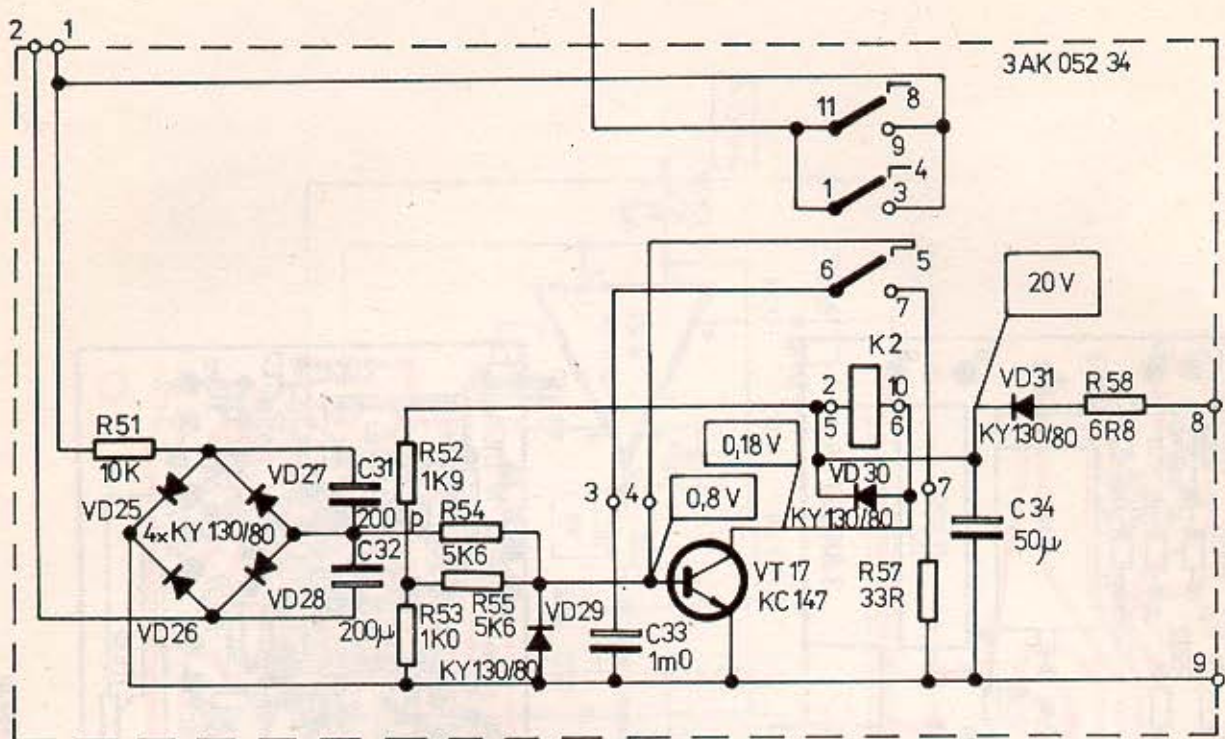 2 1
3AK 052 34
11 8
9
1 4
3
6 5
7
20 V
K2
2 10
5 6
VD31
KY130/80
R58
6R8
8
R51
10K
VD27
VD25
4xKY130/80
VD28
VD26
C31
200 p
C32
200µ
R52
1K9
R54
5K6
R55
5K6
R53
1K0
VD29
KY130/80
3 4
0,18 V
0,8 V
VD30
KY130/80
7
C33
1m0
VT17
KC147
R57
33R
C34
50µ
9